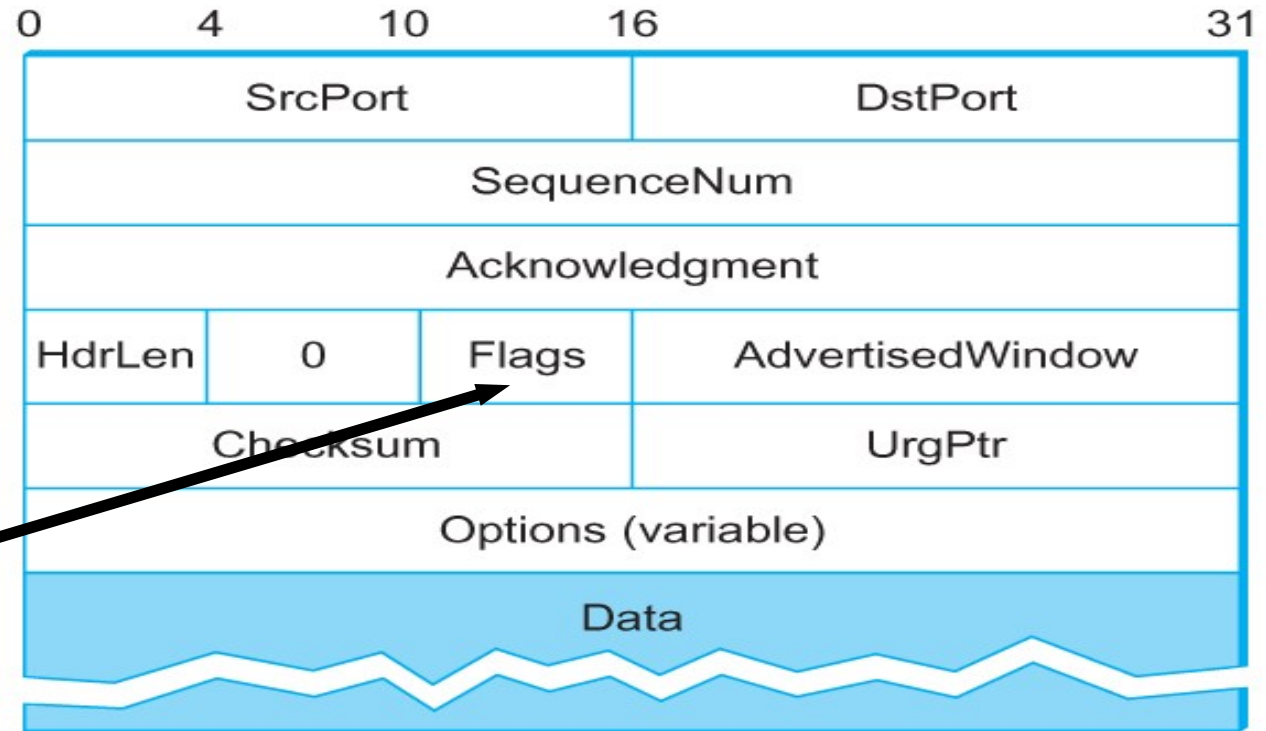 0 4 10 16 31
SrcPort DstPort
SequenceNum
Acknowledgment
HdrLen 0 Flags AdvertisedWindow
Checksum UrgPtr
Options (variable)
Data